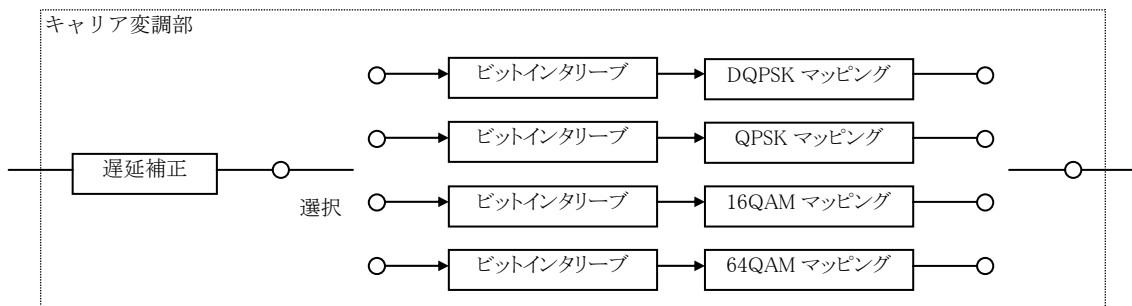 キャリア変調部
ビットインタリーブ
DQPSK マッピング
ビットインタリーブ
QPSK マッピング
遅延補正
選択
ビットインタリーブ
16QAM マッピング
ビットインタリーブ
64QAM マッピング